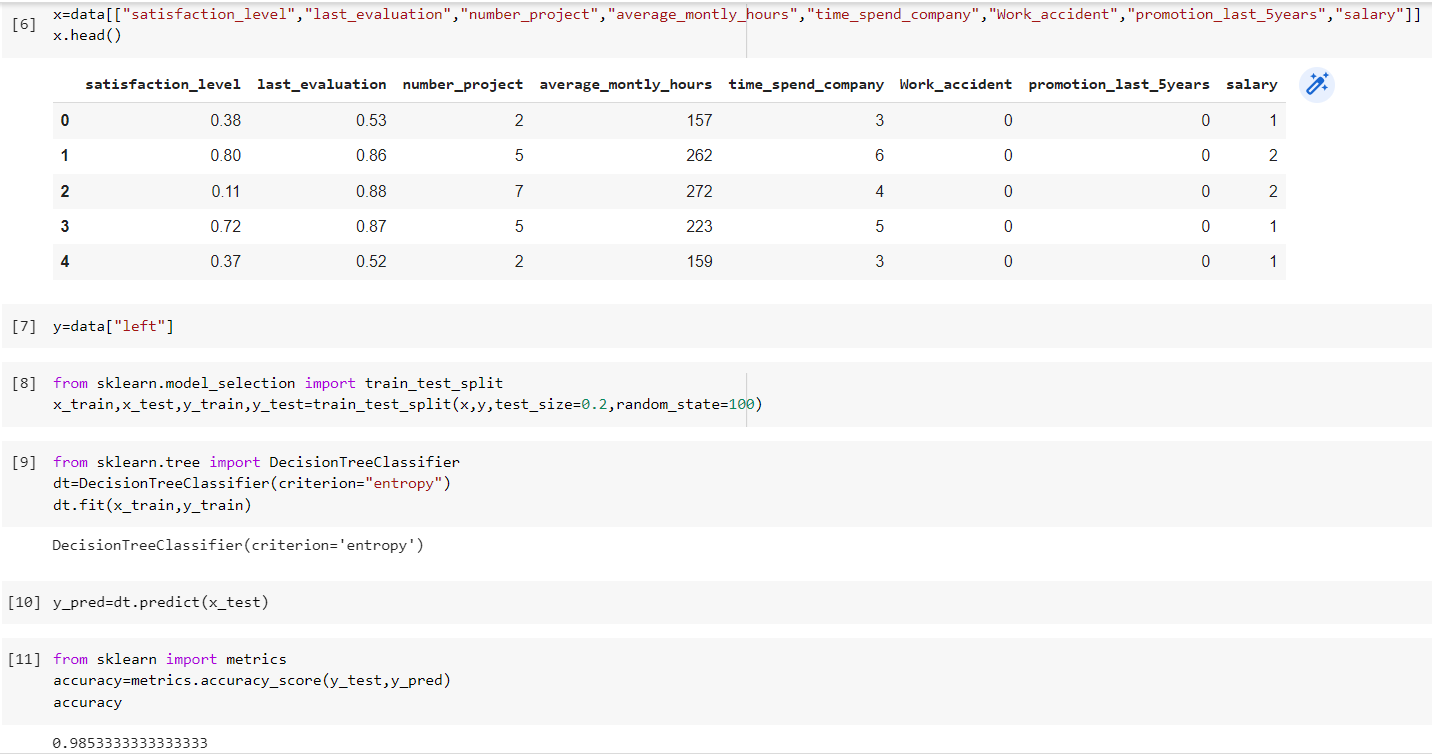 [6] x=data[["satisfaction_level","last_evaluation","number_project","average_montly_hours","time_spend_company","Work_accident","promotion_last_5years","salary"]]
x.head()
satisfaction_level last_evaluation number_project average_montly_hours time_spend_company Work_accident promotion_last_5years salary
0 0.38 0.53 2 157 3 0 0 1
1 0.80 0.86 5 262 6 0 0 2
2 0.11 0.88 7 272 4 0 0 2
3 0.72 0.87 5 223 5 0 0 1
4 0.37 0.52 2 159 3 0 0 1
[7] y=data["left"]
[8] from sklearn.model_selection import train_test_split
x_train,x_test,y_train,y_test=train_test_split(x,y,test_size=0.2,random_state=100)
[9] from sklearn.tree import DecisionTreeClassifier
dt=DecisionTreeClassifier(criterion="entropy")
dt.fit(x_train,y_train)
DecisionTreeClassifier(criterion='entropy')
[10] y_pred=dt.predict(x_test)
[11] from sklearn import metrics
accuracy=metrics.accuracy_score(y_test,y_pred)
accuracy
0.9853333333333333